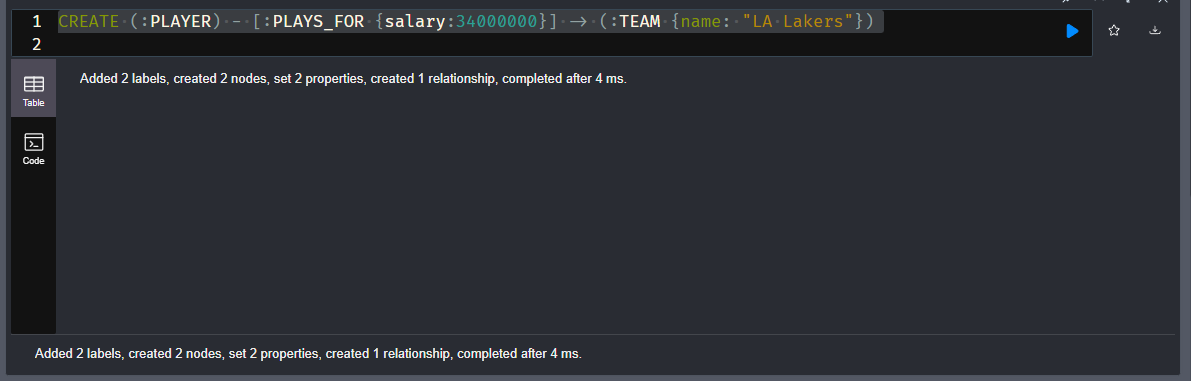 1 CREATE (:PLAYER) - [:PLAYS_FOR {salary:34000000}] -> (:TEAM {name: "LA Lakers"})
2
Added 2 labels, created 2 nodes, set 2 properties, created 1 relationship, completed after 4 ms.
Table
Code
Added 2 labels, created 2 nodes, set 2 properties, created 1 relationship, completed after 4 ms.